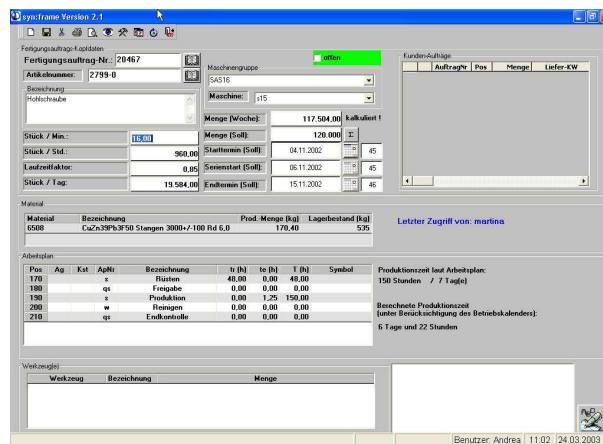 syn:frame Version 2.1
Fertigungsauftrags-Kopfdaten
Fertigungsauftrag-Nr.: 20467
Artikelnummer: 2799-0
Bezeichnung
Hohlschraube
Stück / Min.: 16,00
Stück / Std.: 960,00
Laufzeitfaktor: 0,85
Stück / Tag: 19.584,00
offen
Maschinengruppe
SAS16
Maschine: s15
Menge (Woche): 117.504,00 kalkuliert !
Menge (Soll): 120.000 Σ
Starttermin (Soll): 04.11.2002 45
Serienstart (Soll): 06.11.2002 45
Endtermin (Soll): 15.11.2002 46
Kunden-Aufträge
AuftragNr Pos Menge Liefer-KW
Material
Material Bezeichnung Prod.-Menge (kg) Lagerbestand (kg)
6508 CuZn39Pb3F50 Stangen 3000+/-100 Rd 6,0 170,40 535
Letzter Zugriff von: martina
Arbeitsplan
Pos Ag Kst ApNr Bezeichnung tr (h) te (h) T (h) Symbol
170 s Rüsten 48,00 0,00 48,00
180 qs Freigabe 0,00 0,00 0,00
190 s Produktion 0,00 1,25 150,00
200 w Reinigen 0,00 0,00 0,00
210 qs Endkontrolle 0,00 0,00 0,00
Produktionszeit laut Arbeitsplan:
150 Stunden / 7 Tag(e)
Berechnete Produktionszeit
(unter Berücksichtigung des Betriebskalenders):
6 Tage und 22 Stunden
Werkzeug(e)
Werkzeug Bezeichnung Menge
Benutzer: Andrea 11:02 24.03.2003